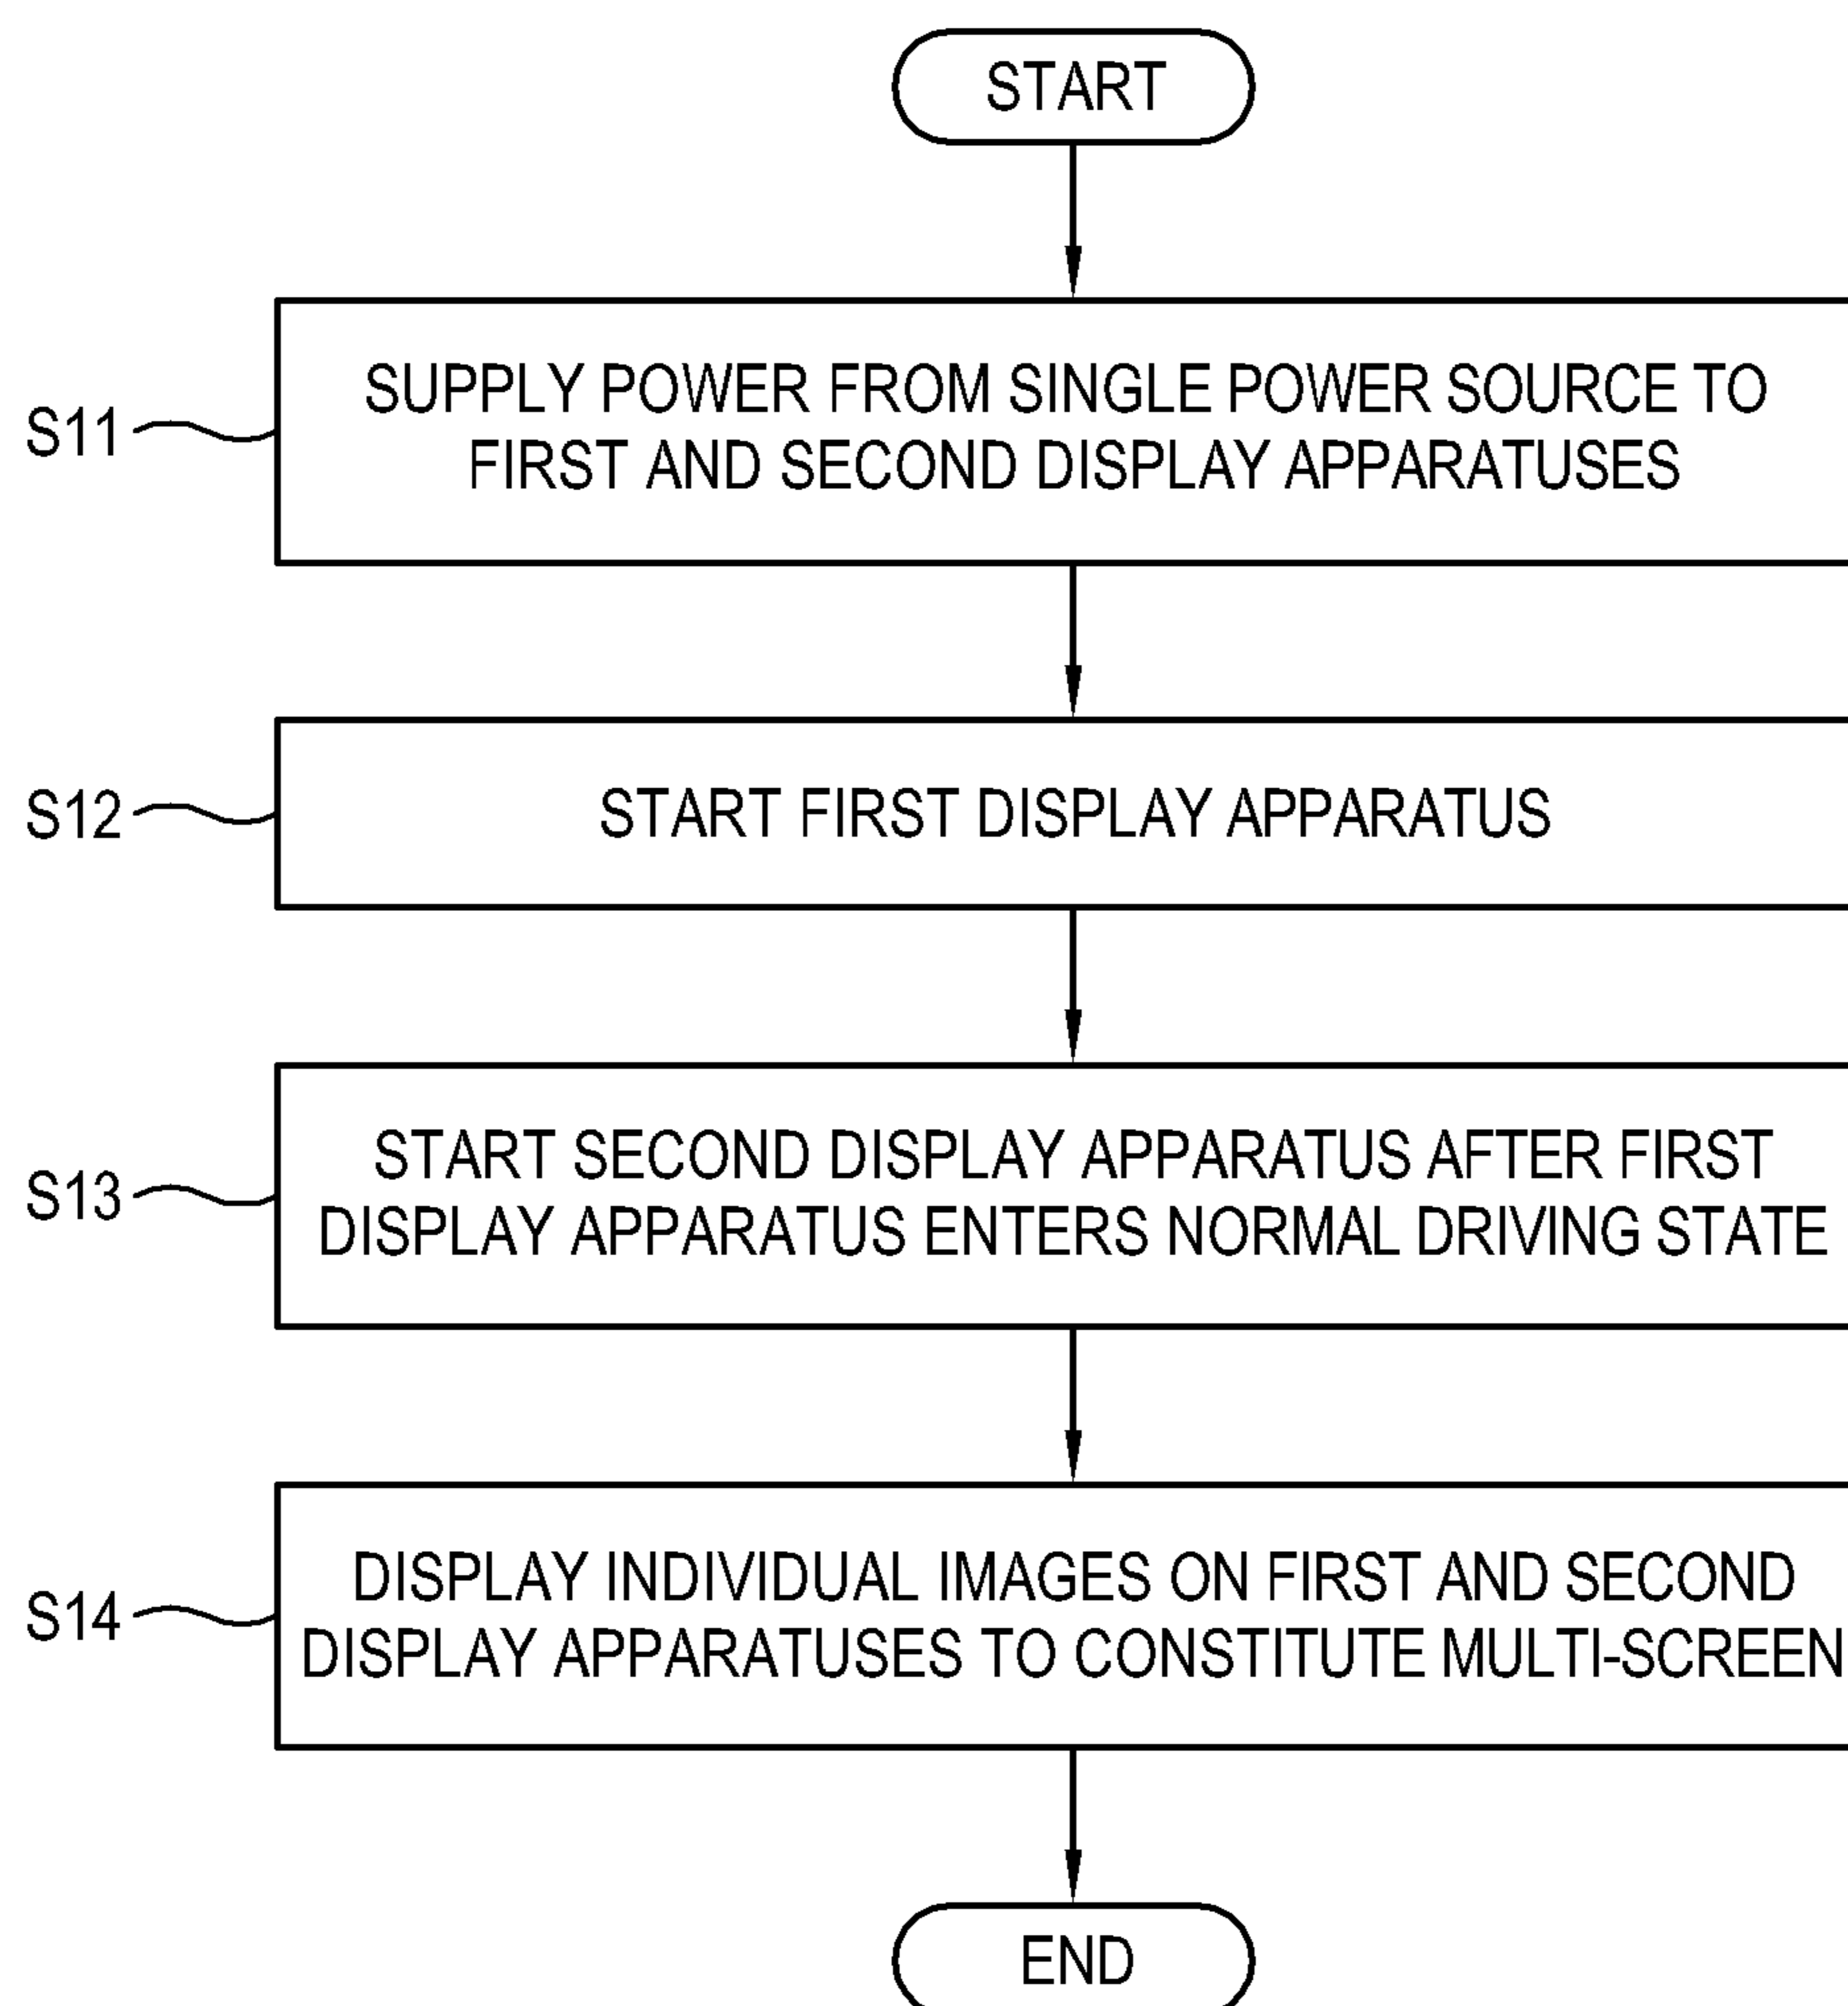 START
S11
SUPPLY POWER FROM SINGLE POWER SOURCE TO
FIRST AND SECOND DISPLAY APPARATUSES
S12
START FIRST DISPLAY APPARATUS
S13
START SECOND DISPLAY APPARATUS AFTER FIRST
DISPLAY APPARATUS ENTERS NORMAL DRIVING STATE
S14
DISPLAY INDIVIDUAL IMAGES ON FIRST AND SECOND
DISPLAY APPARATUSES TO CONSTITUTE MULTI-SCREEN
END